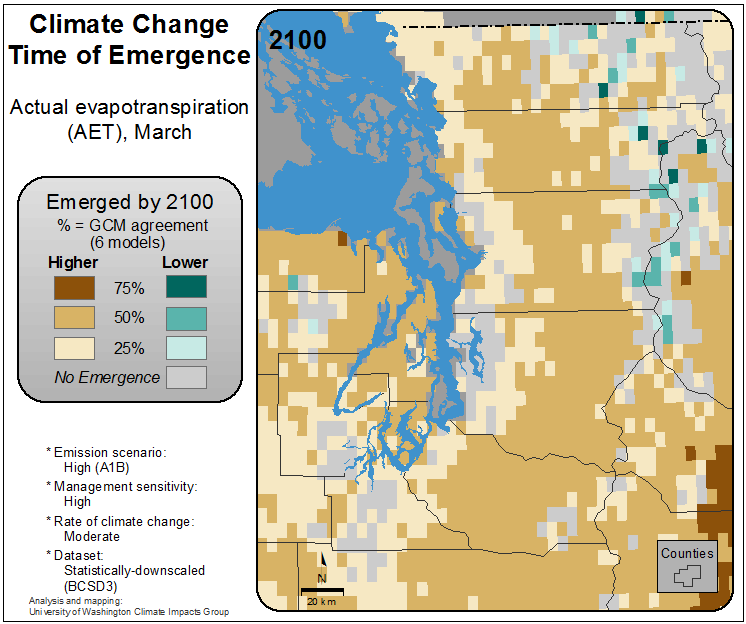 Climate Change
Time of Emergence
Actual evapotranspiration
(AET), March
Emerged by 2100
% = GCM agreement
(6 models)
Higher Lower
75%
50%
25%
No Emergence
* Emission scenario:
High (A1B)
* Management sensitivity:
High
* Rate of climate change:
Moderate
* Dataset:
Statistically-downscaled
(BCSD3)
Analysis and mapping:
University of Washington Climate Impacts Group
2100
N
20 km
Counties